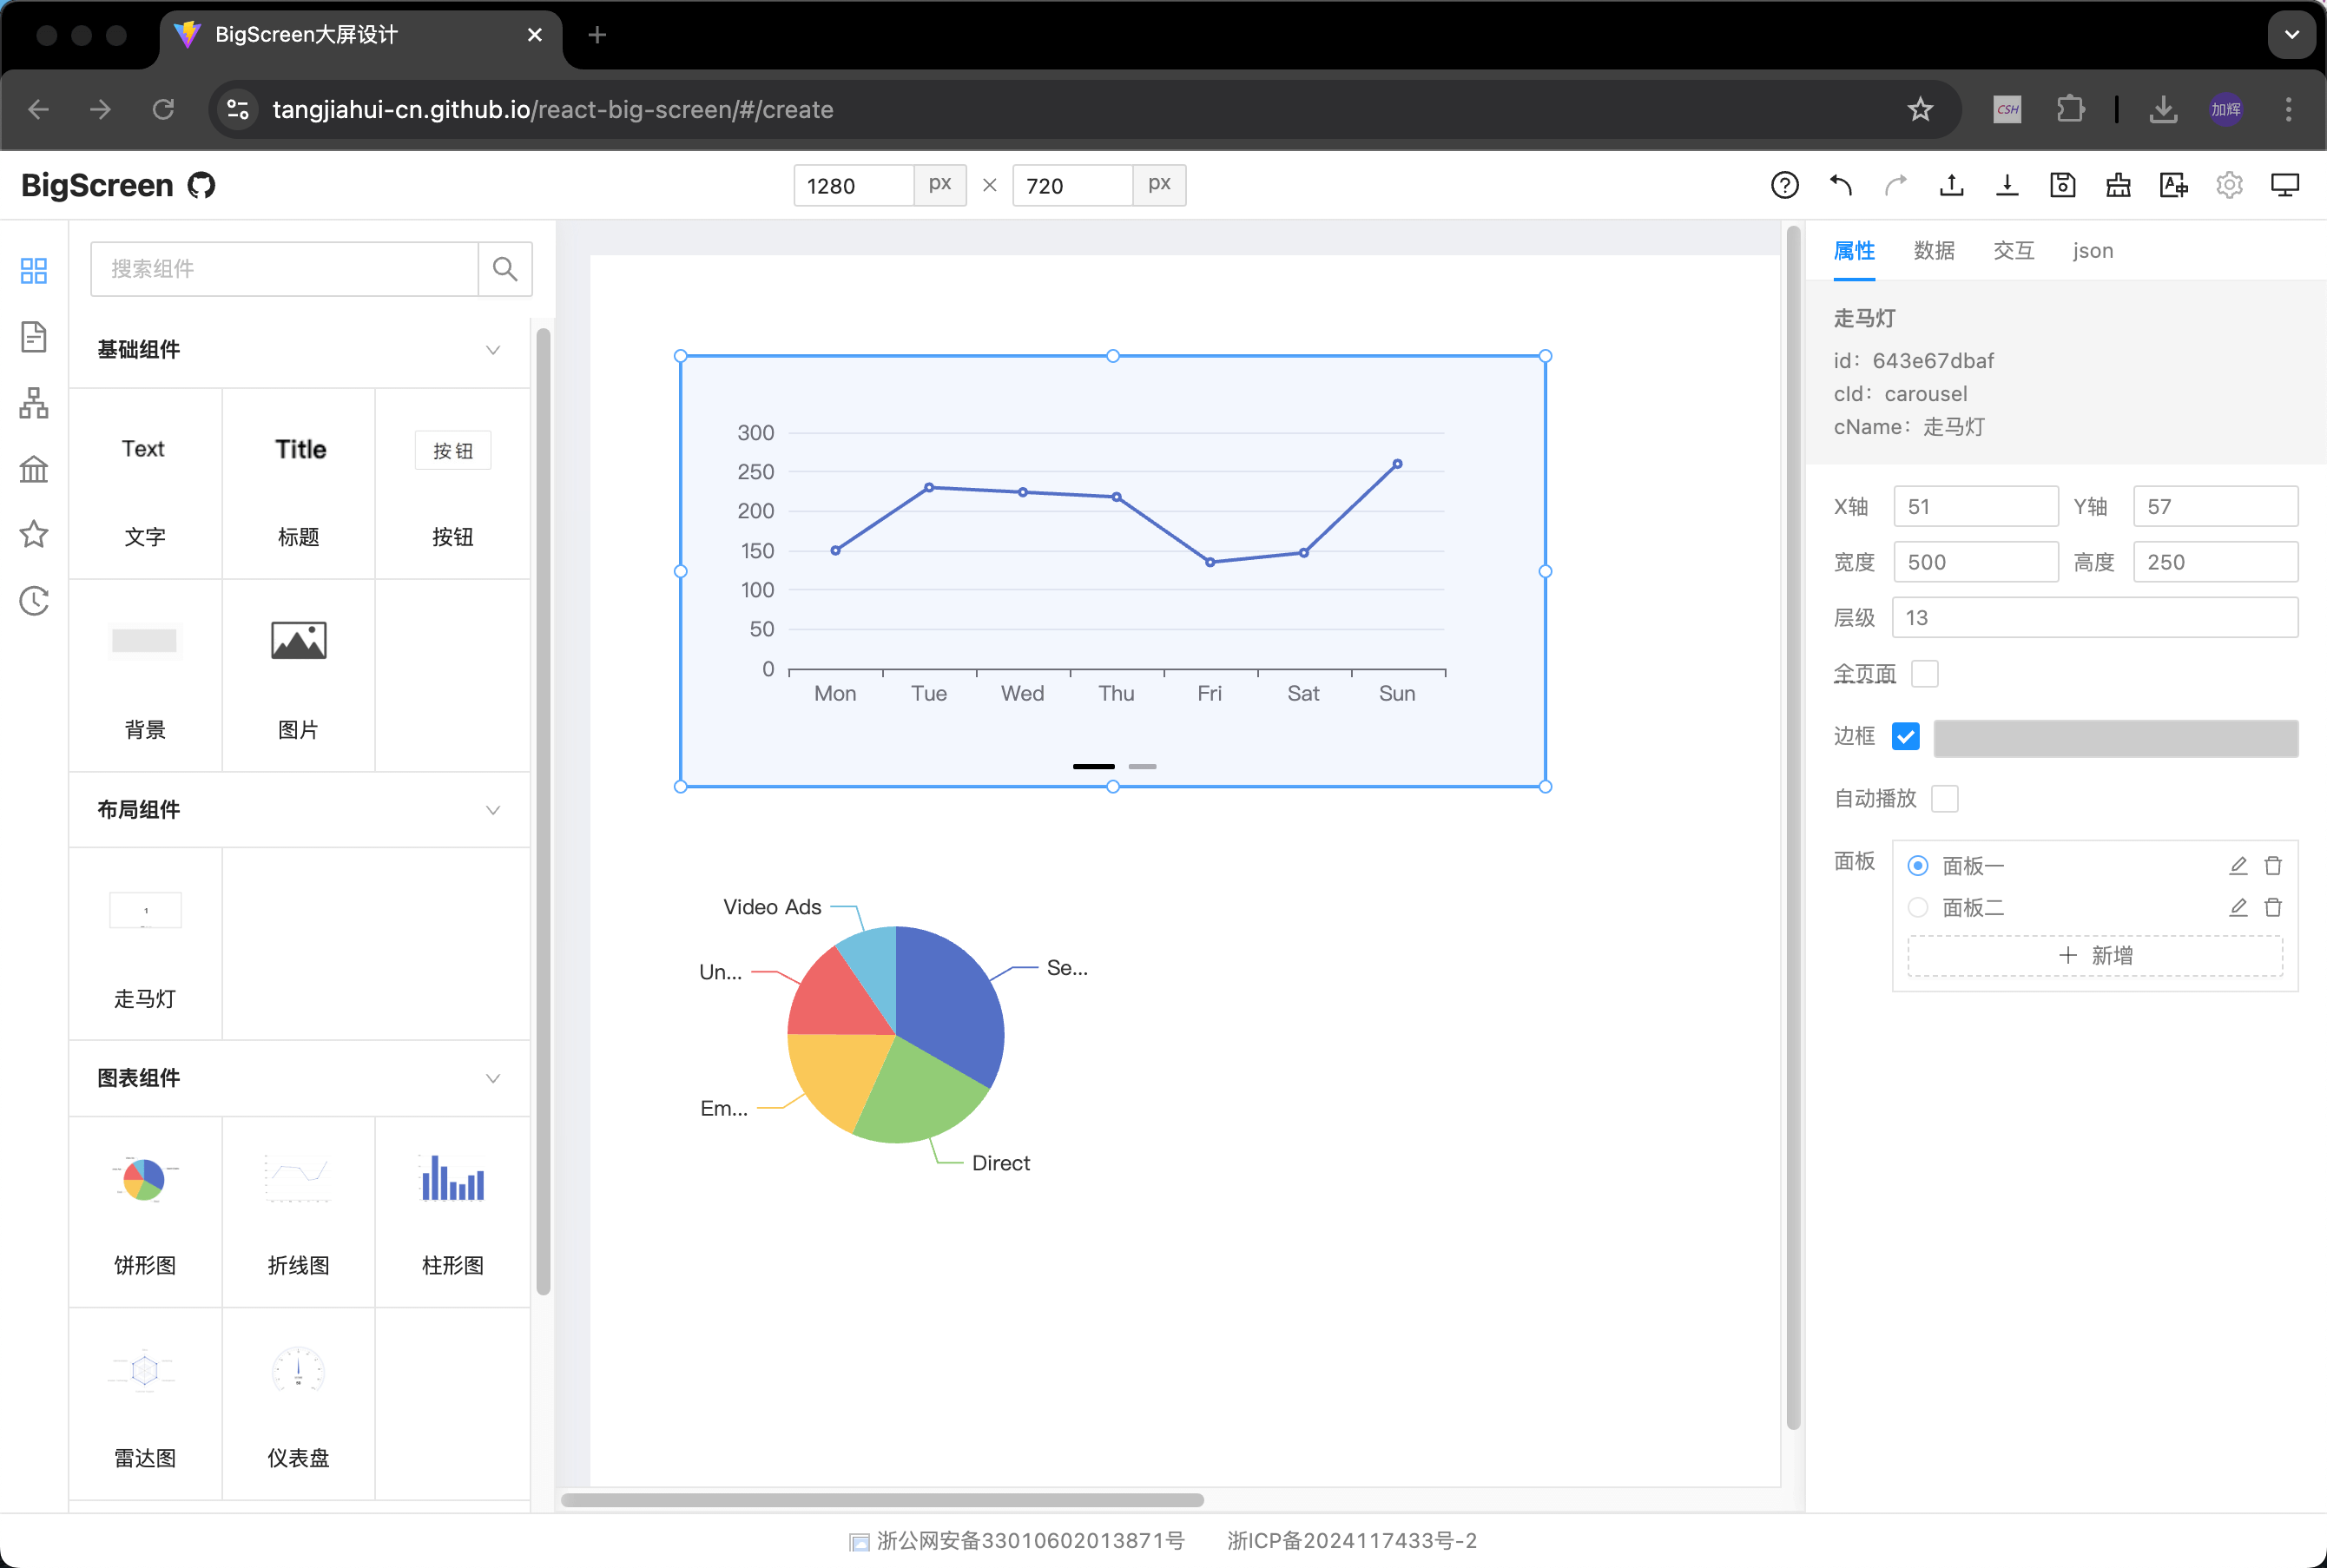 BigScreen大屏设计
tangjiahui-cn.github.io/react-big-screen/#/create
CSH
加辉
BigScreen
1280 px × 720 px
搜索组件
基础组件
Text
Title
按钮
文字
标题
按钮
背景
图片
布局组件
1
走马灯
图表组件
饼形图
折线图
柱形图
雷达图
仪表盘
300
250
200
150
100
50
0
Mon Tue Wed Thu Fri Sat Sun
Video Ads
Un...
Se...
Em...
Direct
属性 数据 交互 json
走马灯
id：643e67dbaf
cId：carousel
cName：走马灯
X轴 51 Y轴 57
宽度 500 高度 250
层级 13
全页面
边框
自动播放
面板 面板一
面板二
+ 新增
浙公网安备33010602013871号 浙ICP备2024117433号-2